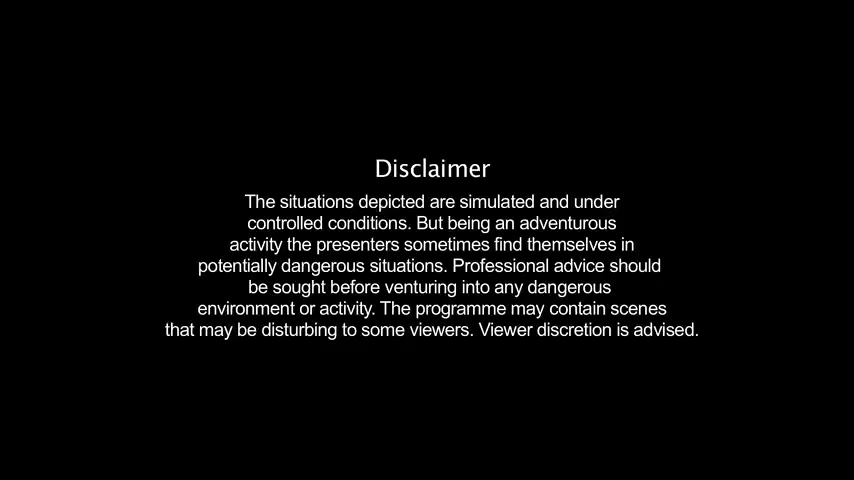 Disclaimer
The situations depicted are simulated and under
controlled conditions. But being an adventurous
activity the presenters sometimes find themselves in
potentially dangerous situations. Professional advice should
be sought before venturing into any dangerous
environment or activity. The programme may contain scenes
that may be disturbing to some viewers. Viewer discretion is advised.